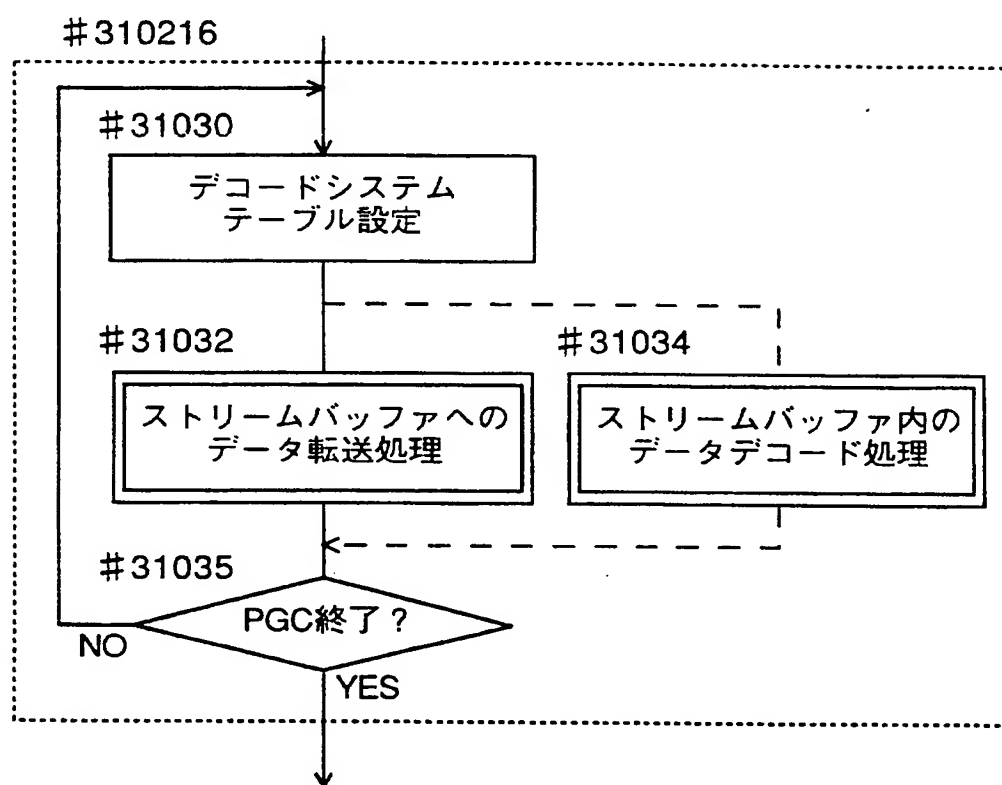 #310216
#31030
デコードシステム
テーブル設定
#31032
#31034
ストリームバッファへの
データ転送処理
ストリームバッファ内の
データデコード処理
#31035
PGC終了?
NO
YES